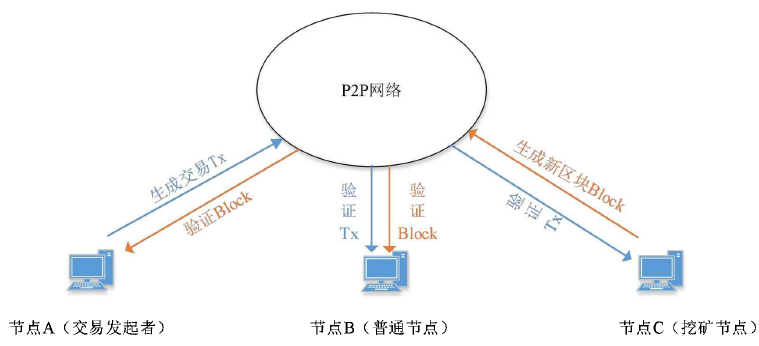 P2P网络
生成交易Tx
验证Block
验证
Tx
验证
Block
生成新区块Block
验证
Tx
节点A（交易发起者）
节点B（普通节点）
节点C（挖矿节点）